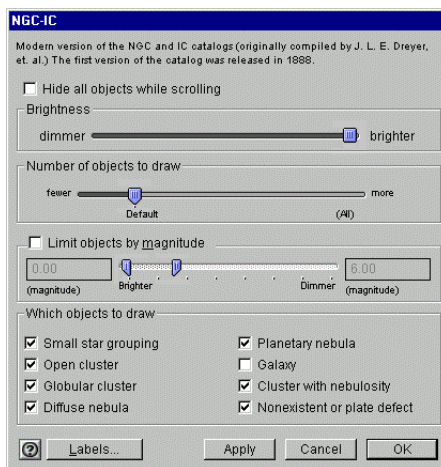 NGC-IC
Modern version of the NGC and IC catalogs (originally compiled by J. L. E. Dreyer,
et. al.) The first version of the catalog was released in 1888.
Hide all objects while scrolling
Brightness
dimmer brighter
Number of objects to draw
fewer more
Default (All)
Limit objects by magnitude
0.00 6.00
Brighter Dimmer
(magnitude) (magnitude)
Which objects to draw
Small star grouping Planetary nebula
Open cluster Galaxy
Globular cluster Cluster with nebulosity
Diffuse nebula Nonexistent or plate defect
? Labels... Apply Cancel OK